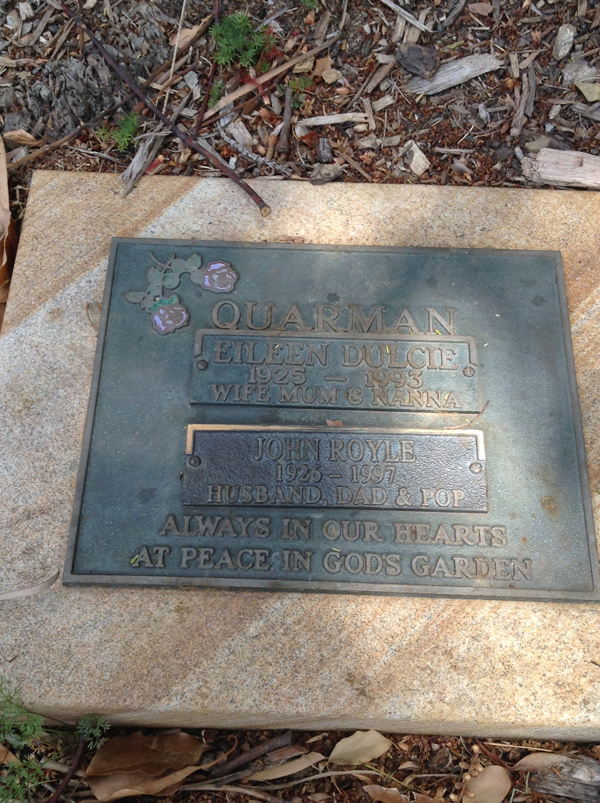 QUARMAN
EILEEN DULCIE
1925 — 1993
WIFE MUM & NANNA
JOHN ROYLE
1926 – 1997
HUSBAND, DAD & POP
ALWAYS IN OUR HEARTS
AT PEACE IN GOD'S GARDEN